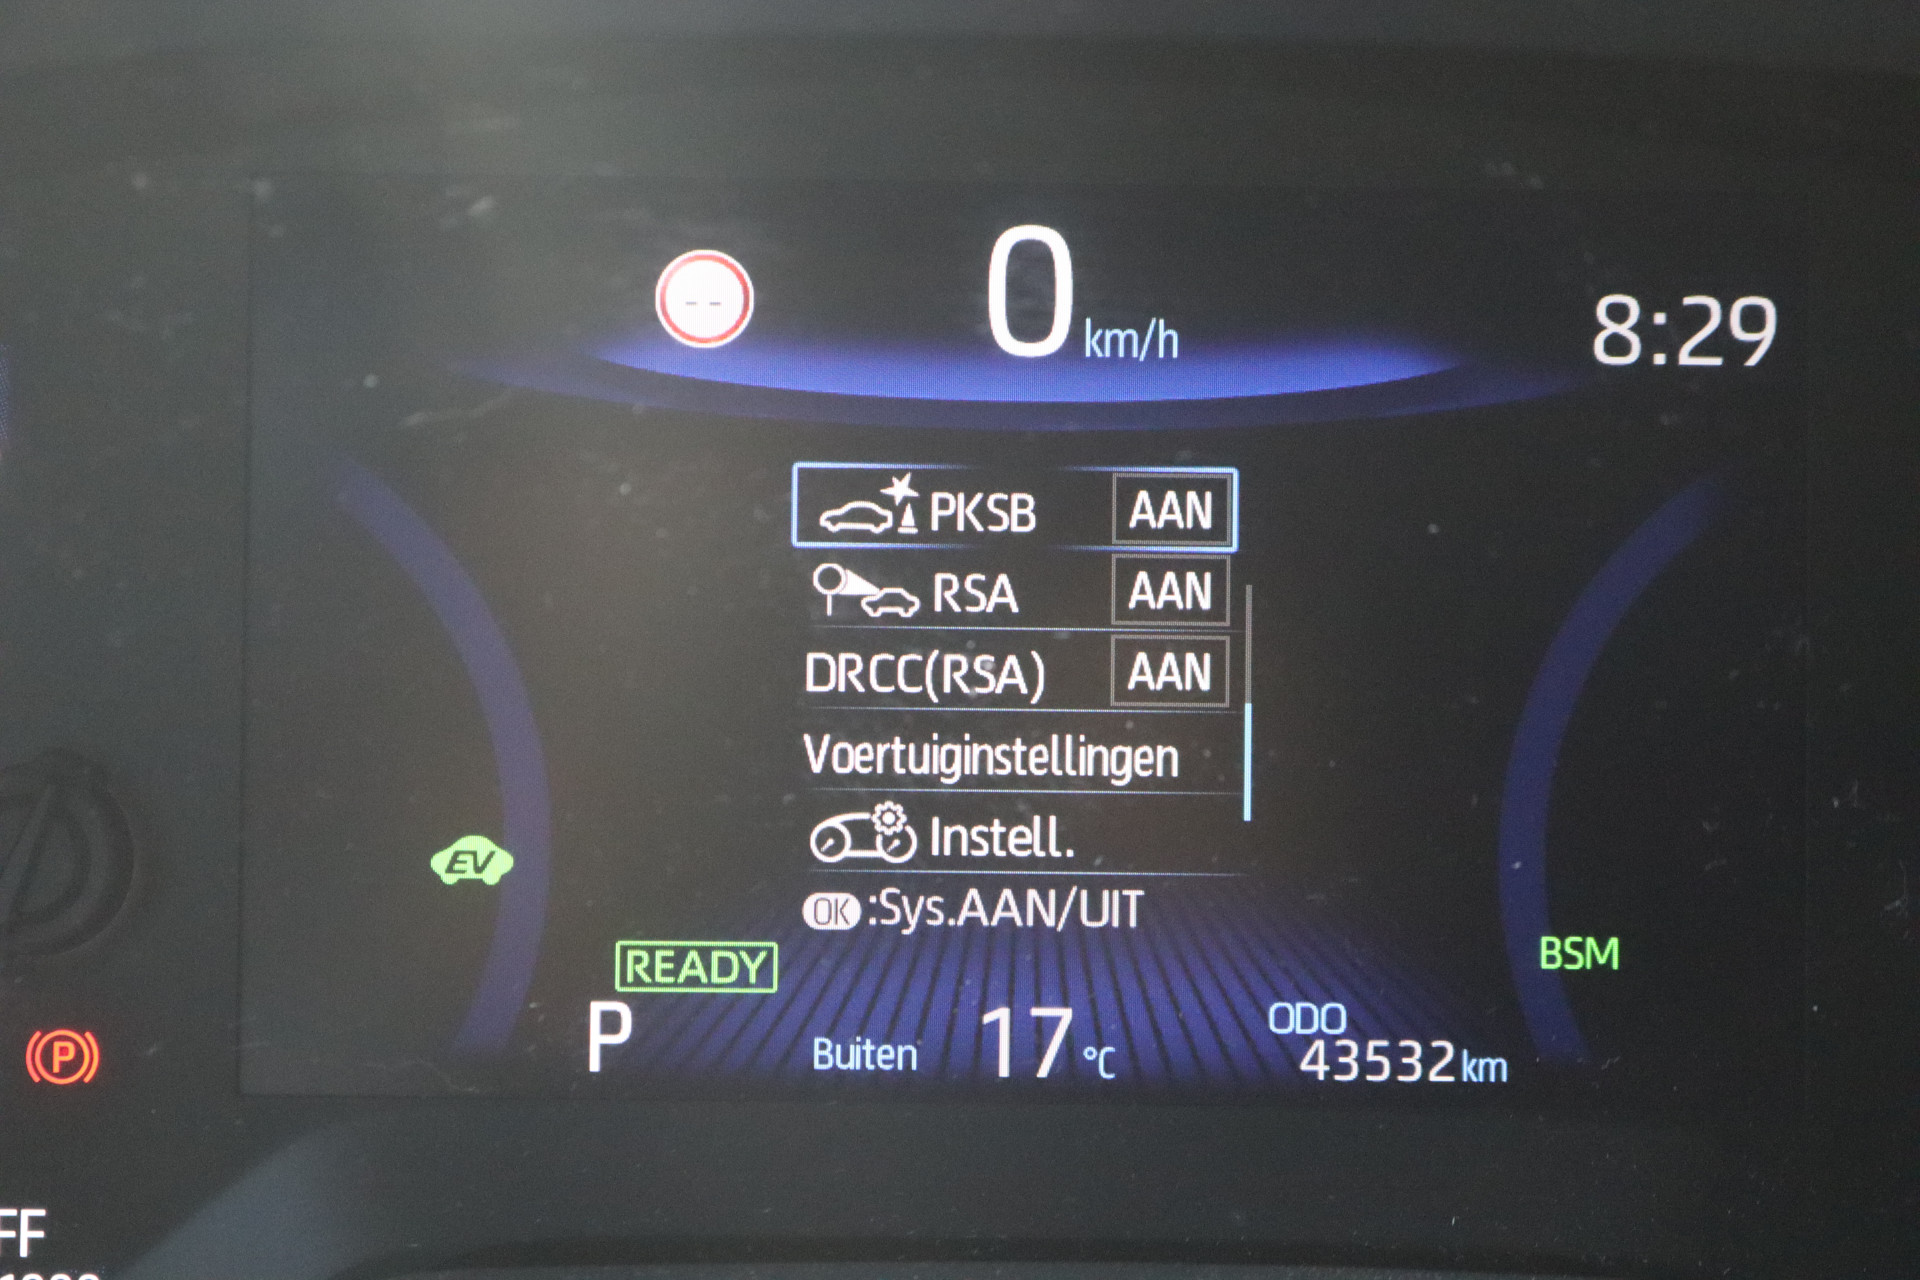 0 km/h
8:29
--
PKSB AAN
RSA AAN
DRCC(RSA) AAN
Voertuiginstellingen
Instell.
OK :Sys.AAN/UIT
EV
READY
BSM
P
Buiten 17 °C
ODO
43532 km
P
FF